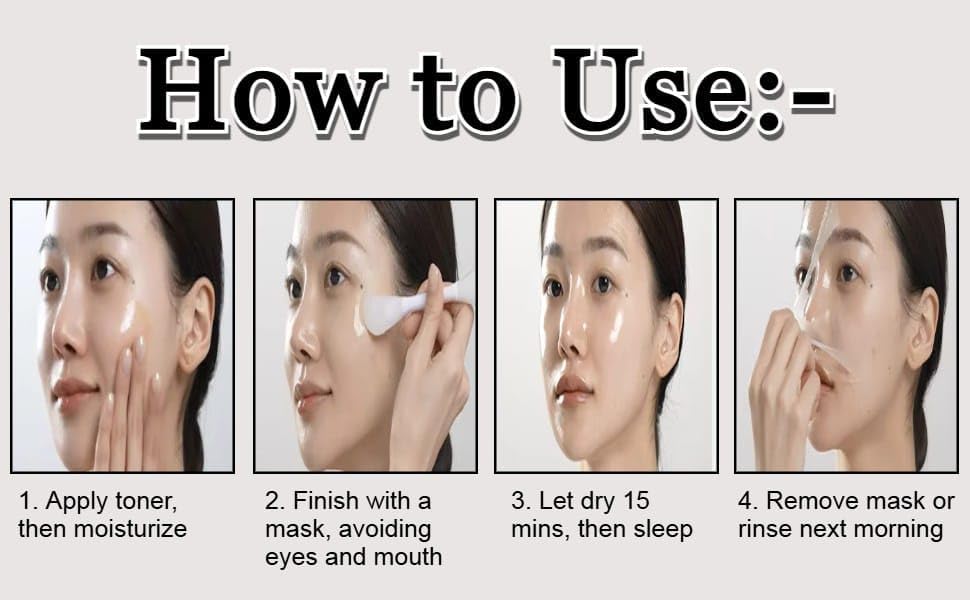 How to Use:-
1. Apply toner,
then moisturize
2. Finish with a
mask, avoiding
eyes and mouth
3. Let dry 15
mins, then sleep
4. Remove mask or
rinse next morning